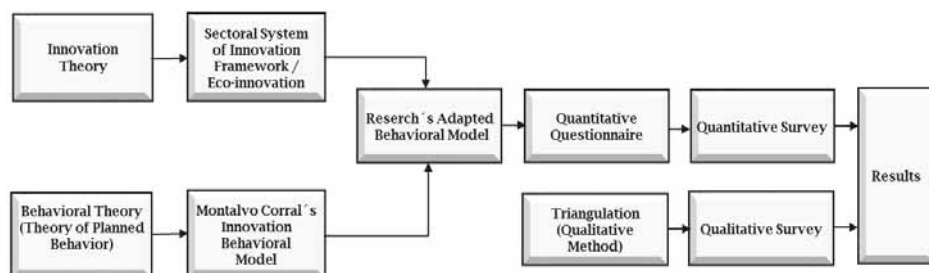 Innovation
Theory
Sectoral System
of Innovation
Framework /
Eco-innovation
Reserch´s Adapted
Behavioral Model
Quantitative
Questionnaire
Quantitative Survey
Results
Behavioral Theory
(Theory of Planned
Behavior)
Montalvo Corral´s
Innovation
Behavioral
Model
Triangulation
(Qualitative
Method)
Qualitative Survey